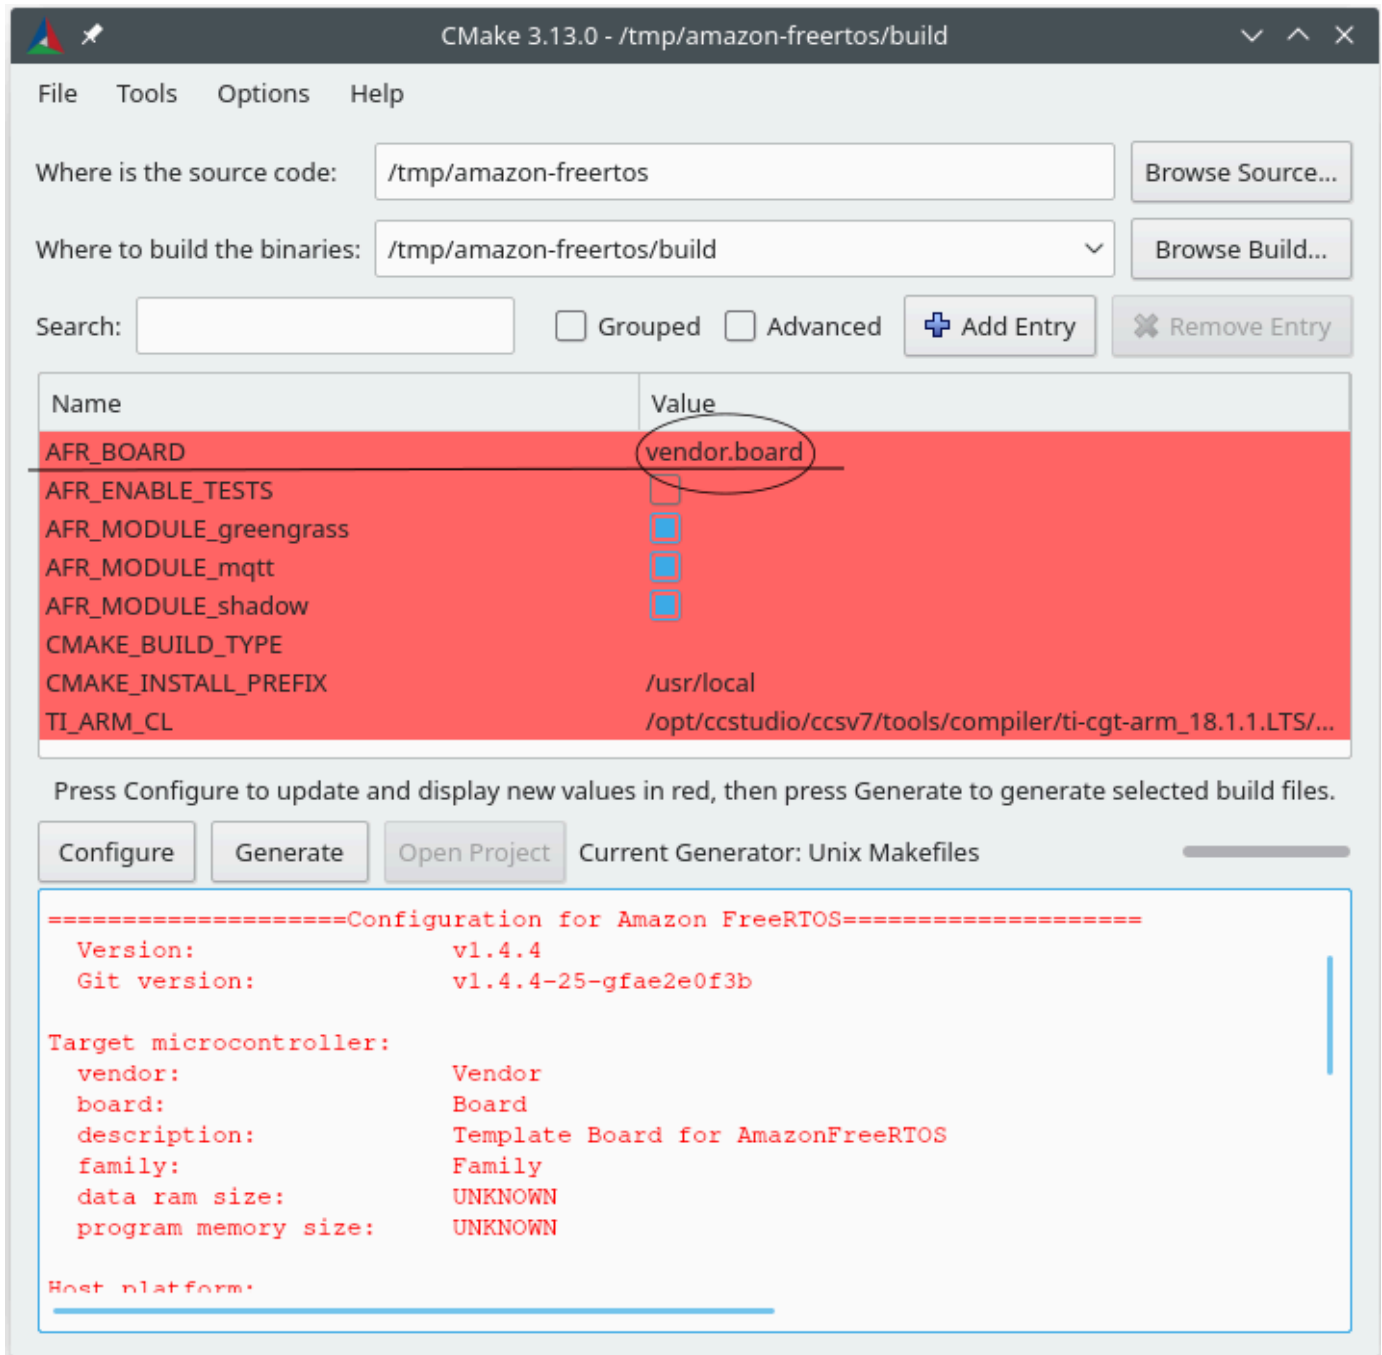 CMake 3.13.0 - /tmp/amazon-freertos/build
File Tools Options Help
Where is the source code: /tmp/amazon-freertos Browse Source...
Where to build the binaries: /tmp/amazon-freertos/build Browse Build...
Search: Grouped Advanced Add Entry Remove Entry
Name Value
AFR_BOARD vendor.board
AFR_ENABLE_TESTS
AFR_MODULE_greengrass
AFR_MODULE_mqtt
AFR_MODULE_shadow
CMAKE_BUILD_TYPE
CMAKE_INSTALL_PREFIX /usr/local
TI_ARM_CL /opt/ccstudio/ccsv7/tools/compiler/ti-cgt-arm_18.1.1.LTS/...
Press Configure to update and display new values in red, then press Generate to generate selected build files.
Configure Generate Open Project Current Generator: Unix Makefiles
====================Configuration for Amazon FreeRTOS====================
Version: v1.4.4
Git version: v1.4.4-25-gfae2e0f3b
Target microcontroller:
vendor: Vendor
board: Board
description: Template Board for AmazonFreeRTOS
family: Family
data ram size: UNKNOWN
program memory size: UNKNOWN
Host platform: